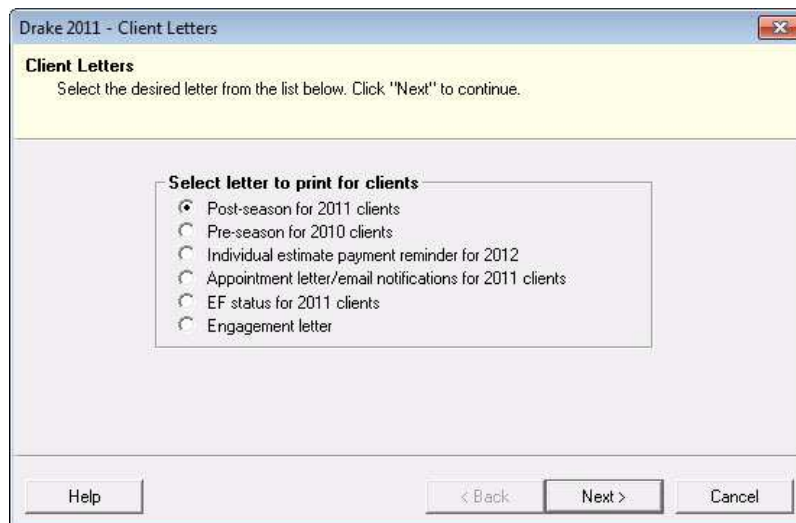 Drake 2011 - Client Letters
Client Letters
Select the desired letter from the list below. Click "Next" to continue.
Select letter to print for clients
Post-season for 2011 clients
Pre-season for 2010 clients
Individual estimate payment reminder for 2012
Appointment letter/email notifications for 2011 clients
EF status for 2011 clients
Engagement letter
Help
< Back
Next >
Cancel